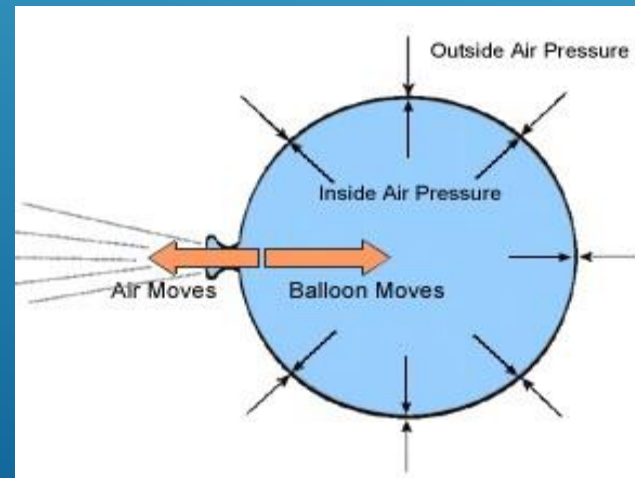 Outside Air Pressure
Inside Air Pressure
Air Moves
Balloon Moves